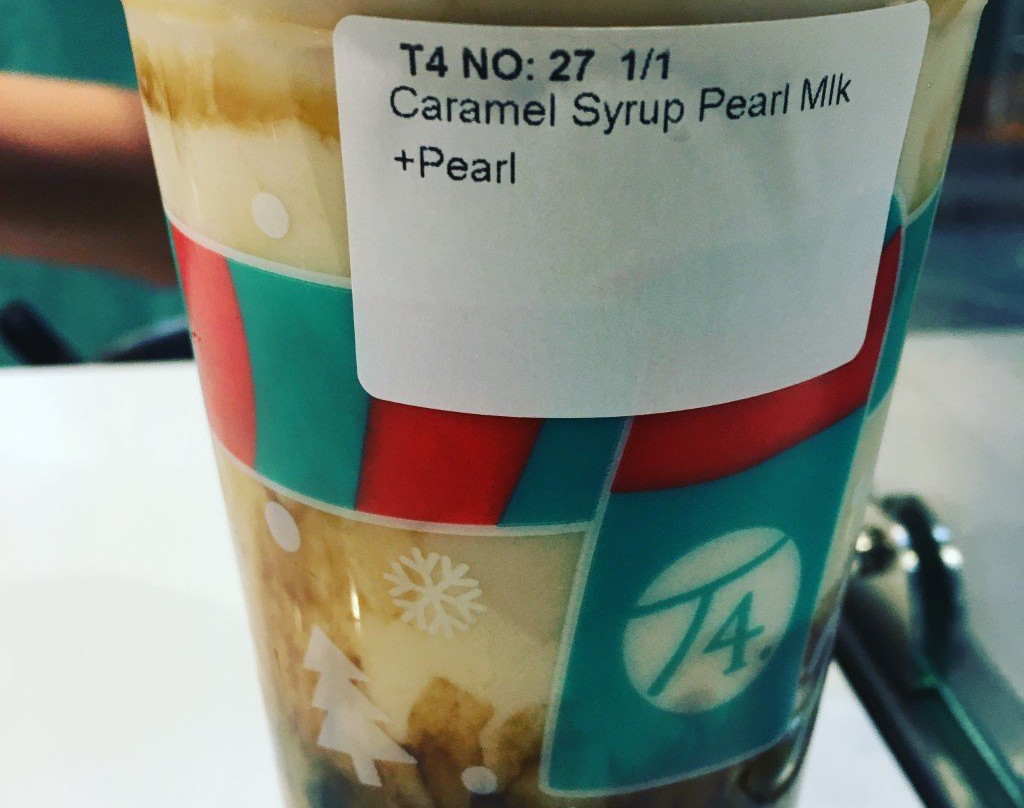 T4 NO: 27 1/1
Caramel Syrup Pearl Mlk
+Pearl
T4.